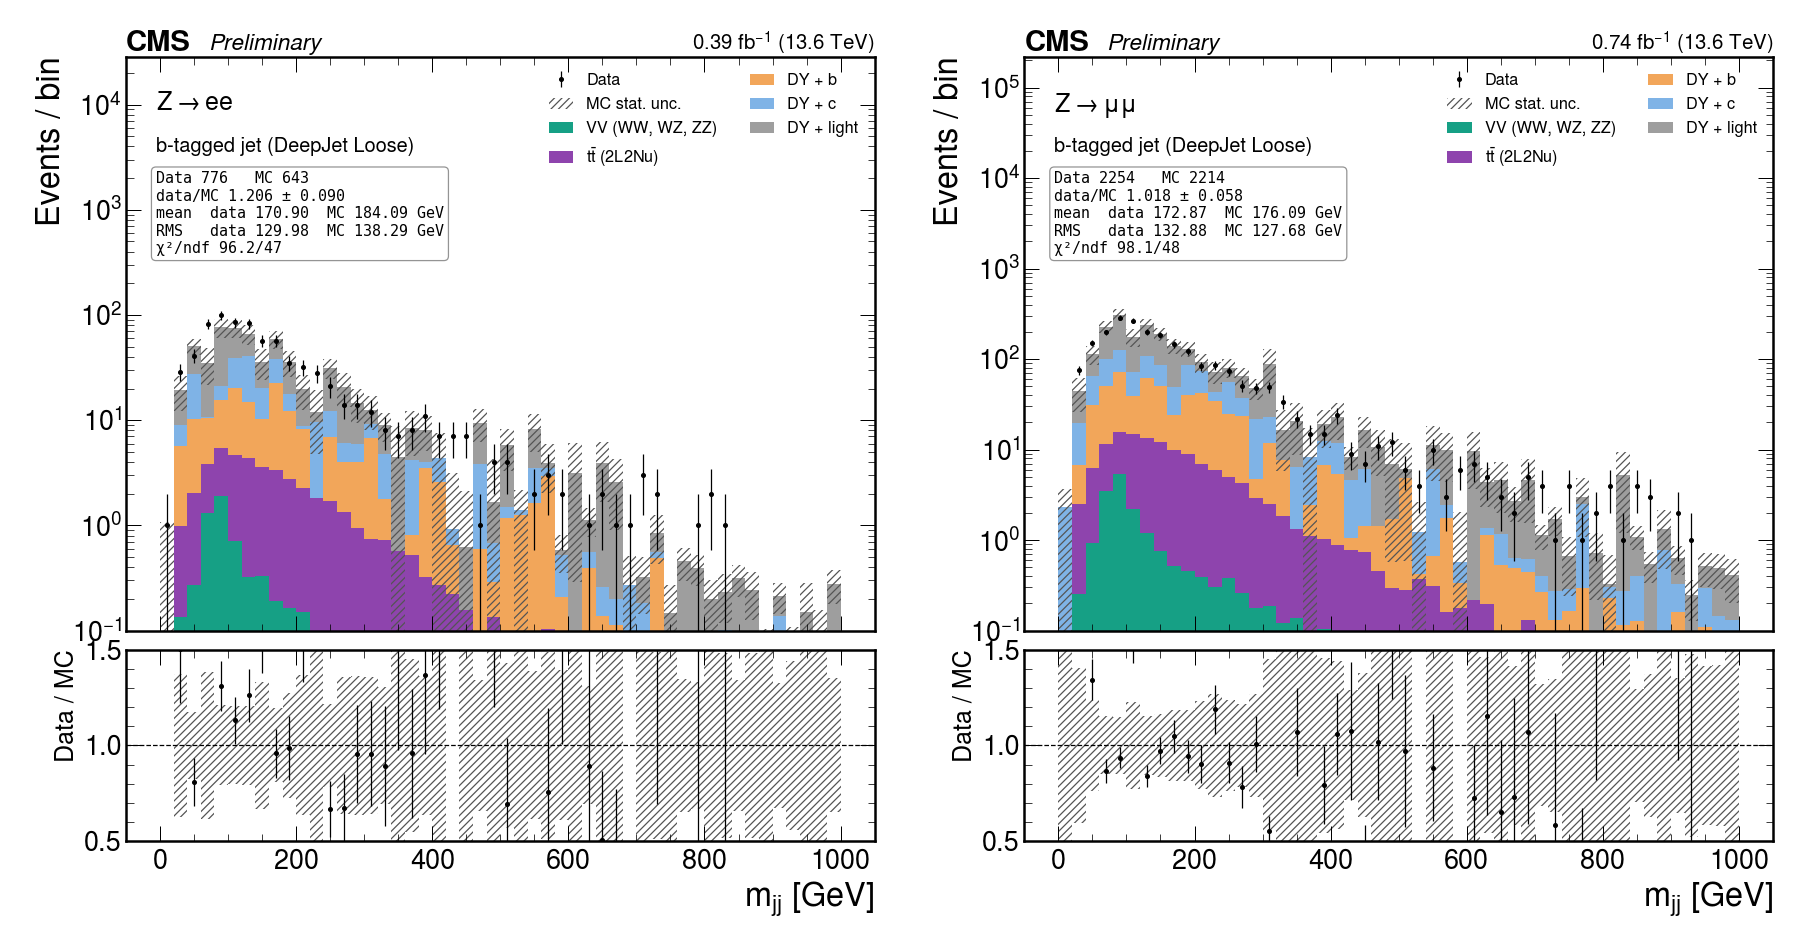 CMS Preliminary 0.39 fb⁻¹ (13.6 TeV)
Events / bin
Z → ee
b-tagged jet (DeepJet Loose)
Data 776   MC 643
data/MC 1.206 ± 0.090
mean  data 170.90  MC 184.09 GeV
RMS   data 129.98  MC 138.29 GeV
χ²/ndf 96.2/47
Data
MC stat. unc.
VV (WW, WZ, ZZ)
tt̄ (2L2Nu)
DY + b
DY + c
DY + light
10⁴
10³
10²
10¹
10⁰
10⁻¹
Data / MC
1.5
1.0
0.5
0 200 400 600 800 1000
m_jj [GeV]
CMS Preliminary 0.74 fb⁻¹ (13.6 TeV)
Events / bin
Z → μμ
b-tagged jet (DeepJet Loose)
Data 2254   MC 2214
data/MC 1.018 ± 0.058
mean  data 172.87  MC 176.09 GeV
RMS   data 132.88  MC 127.68 GeV
χ²/ndf 98.1/48
Data
MC stat. unc.
VV (WW, WZ, ZZ)
tt̄ (2L2Nu)
DY + b
DY + c
DY + light
10⁵
10⁴
10³
10²
10¹
10⁰
10⁻¹
Data / MC
1.5
1.0
0.5
0 200 400 600 800 1000
m_jj [GeV]